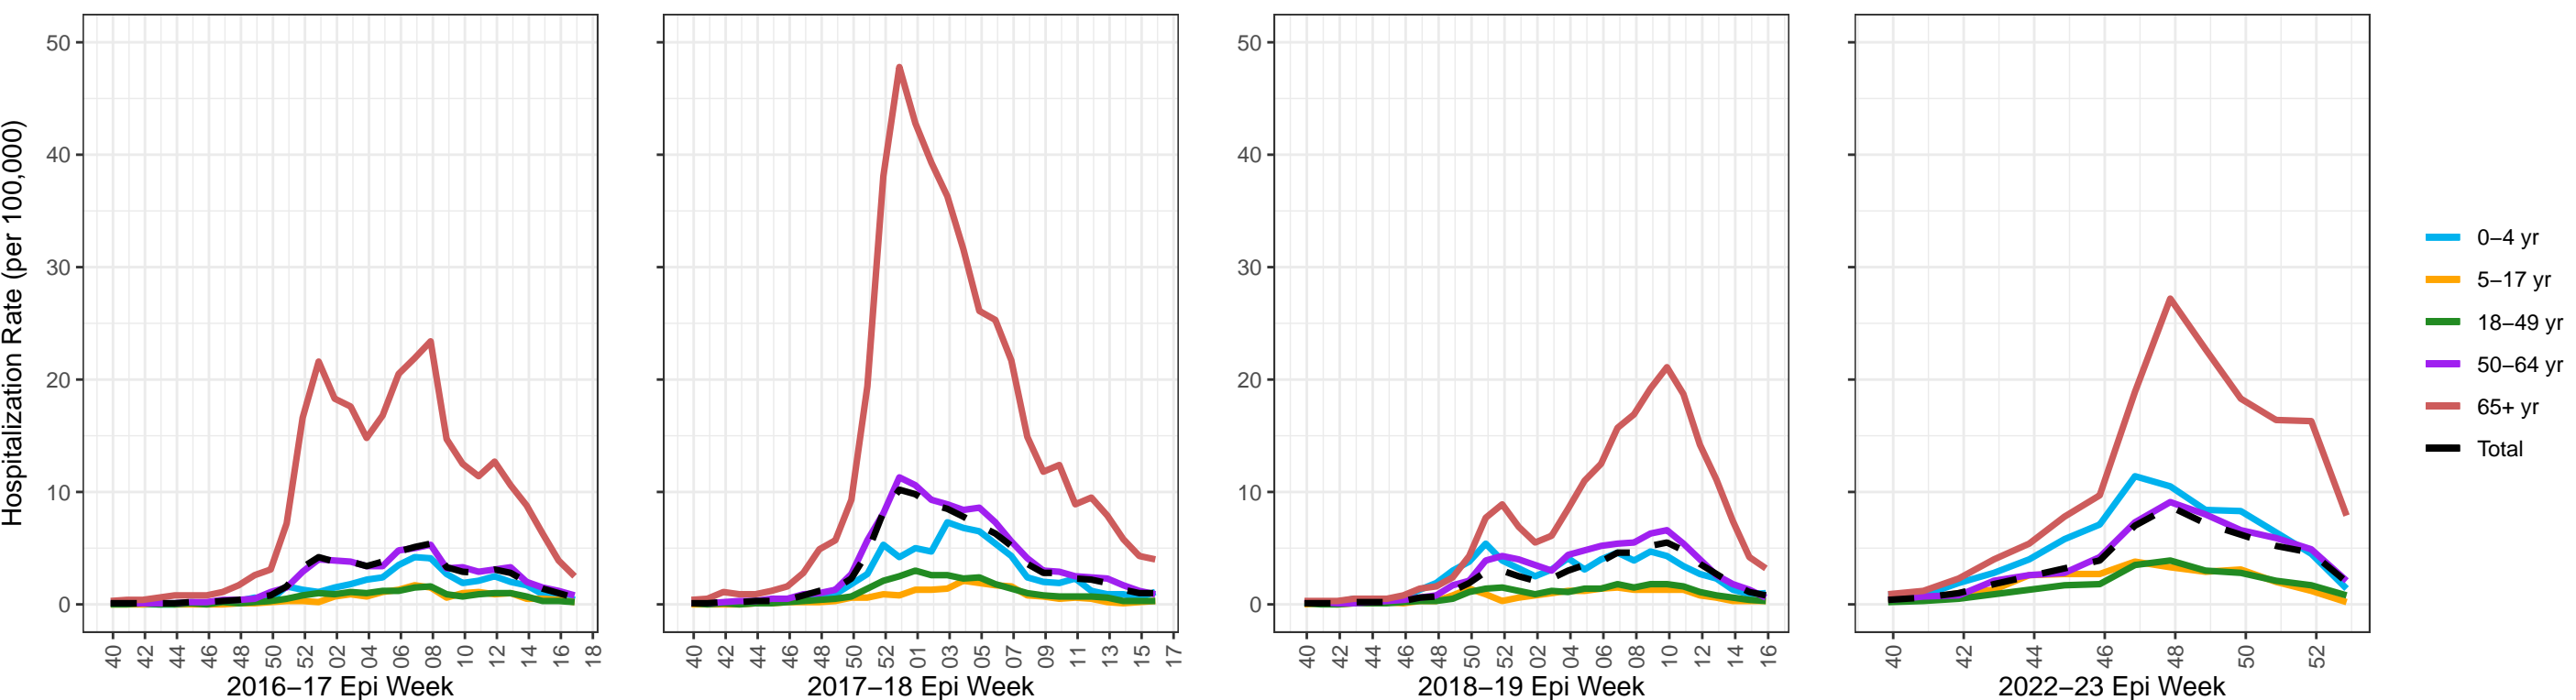 Hospitalization Rate (per 100,000)
50
40
30
20
10
0
40 42 44 46 48 50 52 02 04 06 08 10 12 14 16 18
2016–17 Epi Week
40 42 44 46 48 50 52 01 03 05 07 09 11 13 15 17
2017–18 Epi Week
50
40
30
20
10
0
40 42 44 46 48 50 52 02 04 06 08 10 12 14 16
2018–19 Epi Week
40 42 44 46 48 50 52
2022–23 Epi Week
0–4 yr
5–17 yr
18–49 yr
50–64 yr
65+ yr
Total